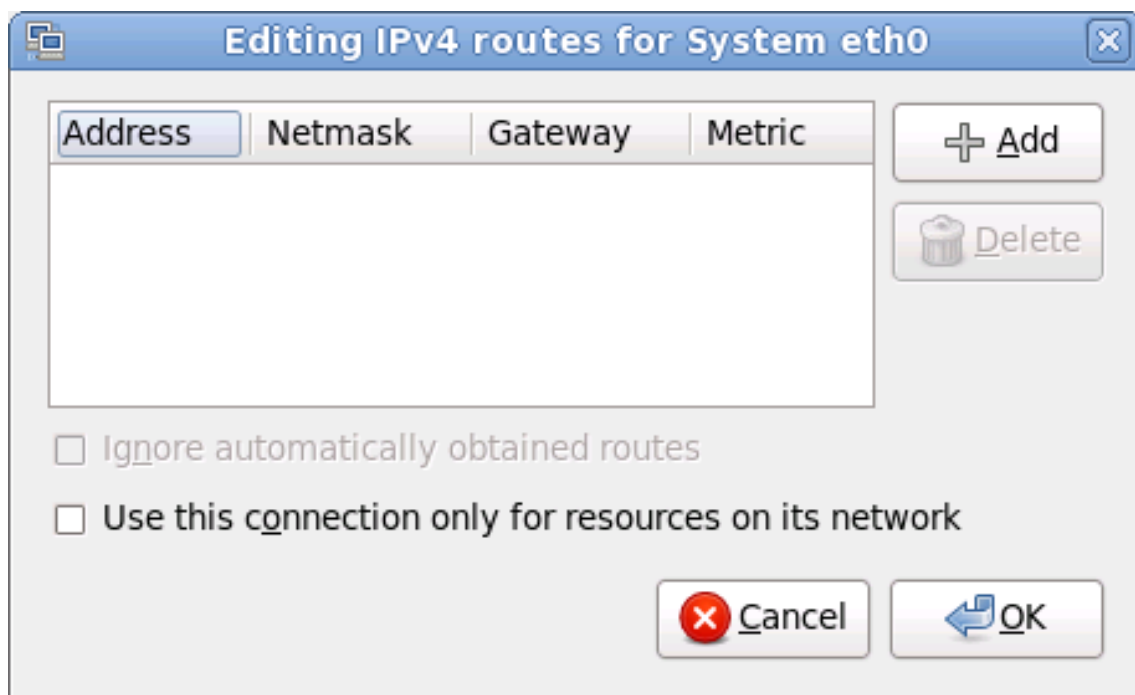 Editing IPv4 routes for System eth0
Address Netmask Gateway Metric
Add
Delete
Ignore automatically obtained routes
Use this connection only for resources on its network
Cancel OK